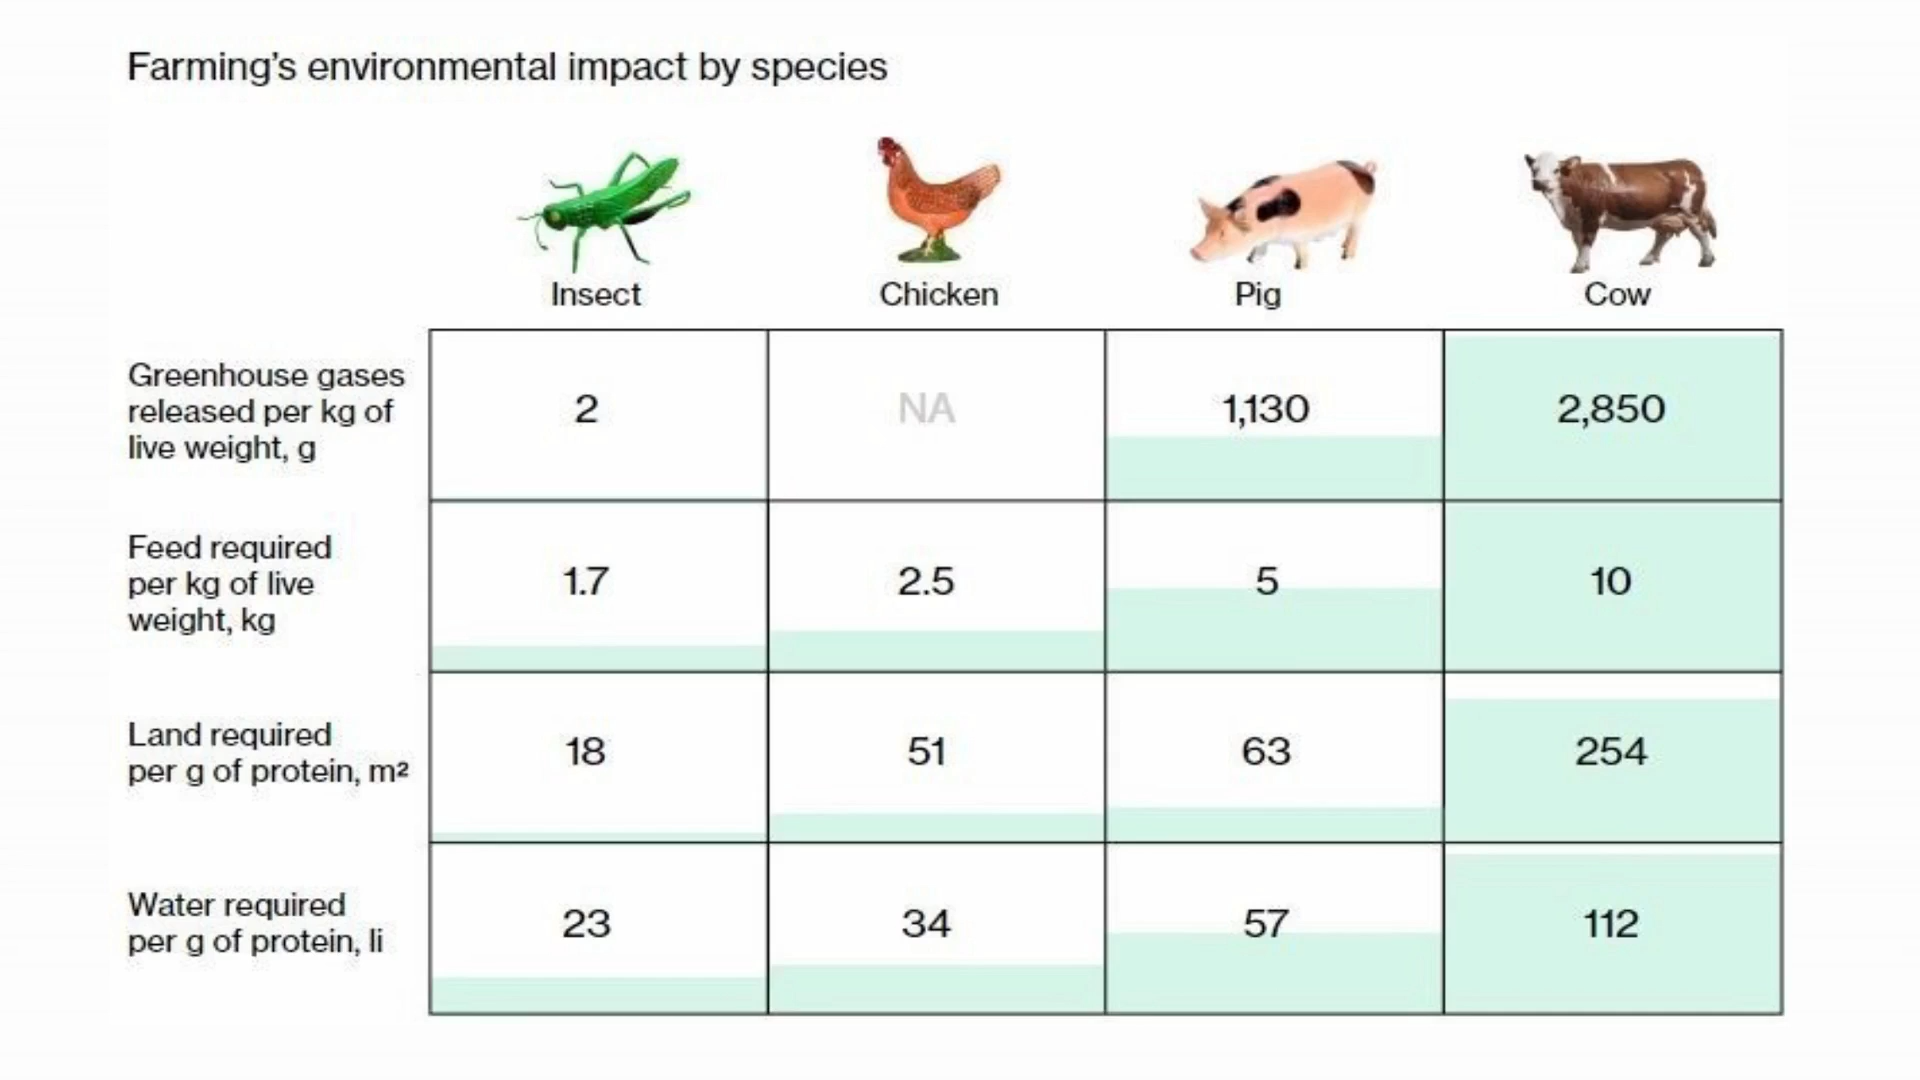 Farming's environmental impact by species
Insect
Chicken
Pig
Cow
Greenhouse gases
released per kg of
live weight, g
2
NA
1,130
2,850
Feed required
per kg of live
weight, kg
1.7
2.5
5
10
Land required
per g of protein, m²
18
51
63
254
Water required
per g of protein, li
23
34
57
112